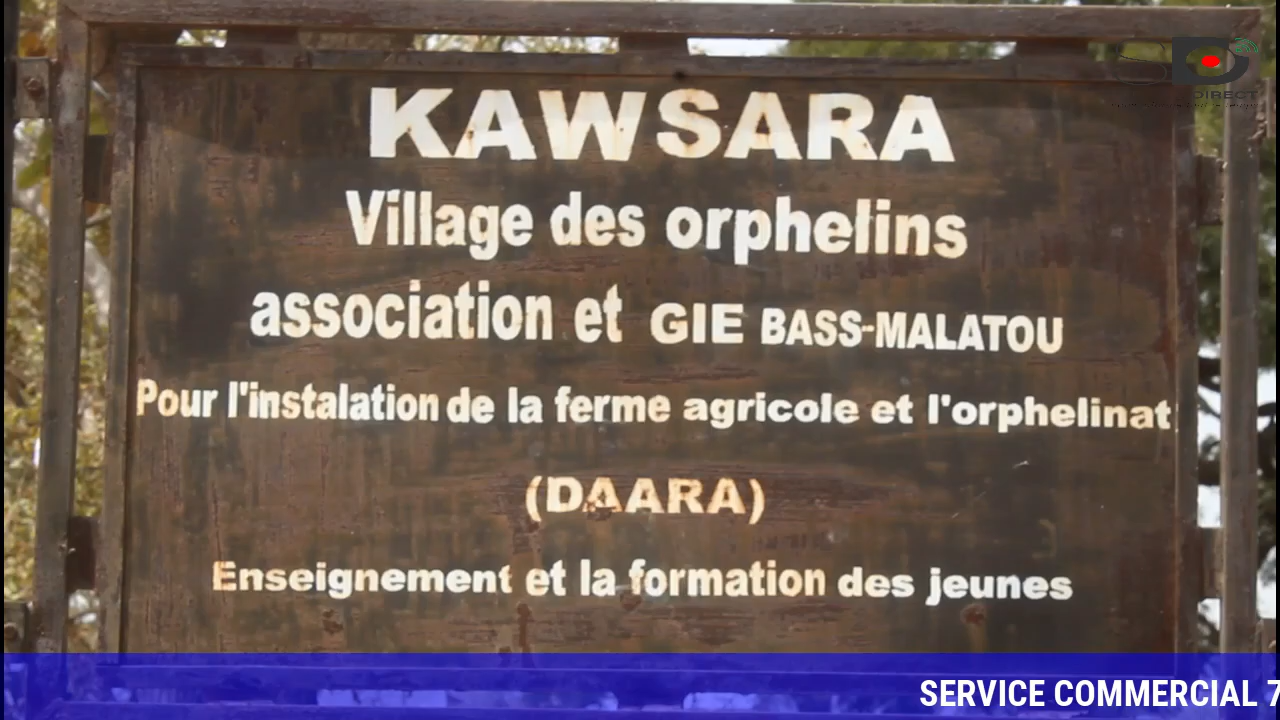 KAWSARA
Village des orphelins
association et GIE BASS-MALATOU
Pour l'instalation de la ferme agricole et l'orphelinat
(DAARA)
Enseignement et la formation des jeunes
DIRECT
SERVICE COMMERCIAL 7